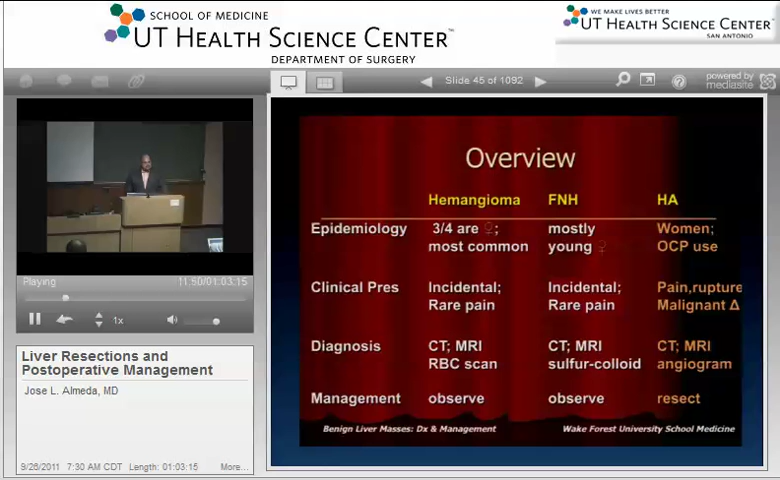 SCHOOL OF MEDICINE
UT HEALTH SCIENCE CENTER™
DEPARTMENT OF SURGERY
WE MAKE LIVES BETTER
UT HEALTH SCIENCE CENTER
SAN ANTONIO
Slide 45 of 1092
powered by
mediasite
Overview
Hemangioma FNH HA
Epidemiology 3/4 are ♀; mostly Women;
most common young ♀ OCP use
Clinical Pres Incidental; Incidental; Pain,rupture
Rare pain Rare pain Malignant Δ
Diagnosis CT; MRI CT; MRI CT; MRI
RBC scan sulfur-colloid angiogram
Management observe observe resect
Benign Liver Masses: Dx & Management Wake Forest University School Medicine
Playing 11:50/01:03:15
1x
Liver Resections and
Postoperative Management
Jose L. Almeda, MD
9/26/2011 7:30 AM CDT Length: 01:03:15 More...